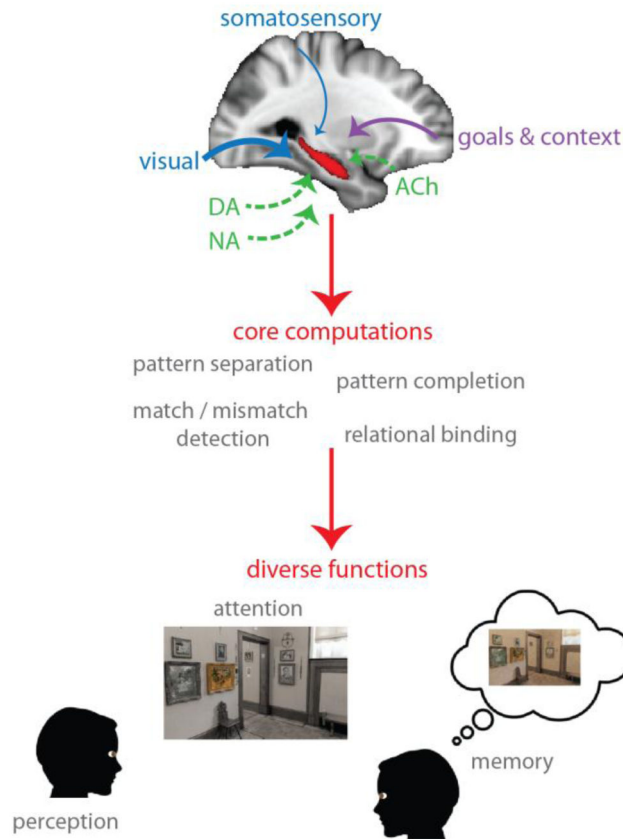 somatosensory
visual
goals & context
DA
ACh
NA
core computations
pattern separation
pattern completion
match / mismatch
detection
relational binding
diverse functions
attention
memory
perception